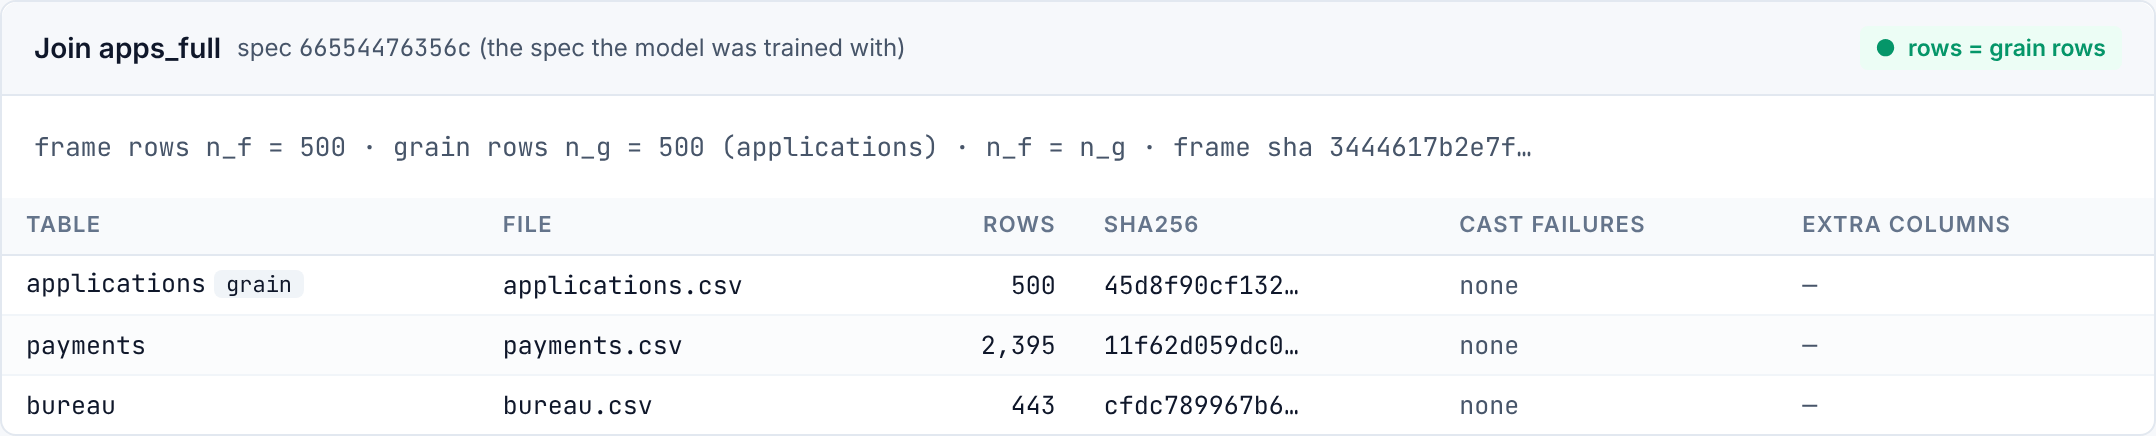 Join apps_full spec 66554476356c (the spec the model was trained with) rows = grain rows
frame rows n_f = 500 · grain rows n_g = 500 (applications) · n_f = n_g · frame sha 3444617b2e7f…
TABLE FILE ROWS SHA256 CAST FAILURES EXTRA COLUMNS
applications grain applications.csv 500 45d8f90cf132… none —
payments payments.csv 2,395 11f62d059dc0… none —
bureau bureau.csv 443 cfdc789967b6… none —